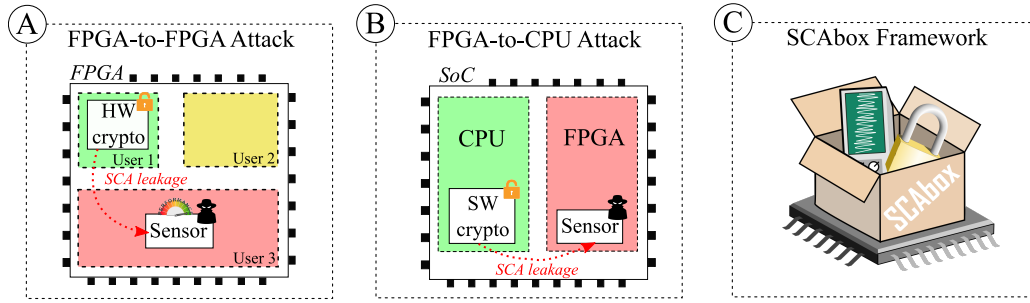 A
FPGA-to-FPGA Attack
FPGA
HW
crypto
User 1
User 2
SCA leakage
PERFORMANCE
Sensor
User 3
B
FPGA-to-CPU Attack
SoC
CPU
FPGA
SW
crypto
Sensor
SCA leakage
C
SCAbox Framework
SCAbox